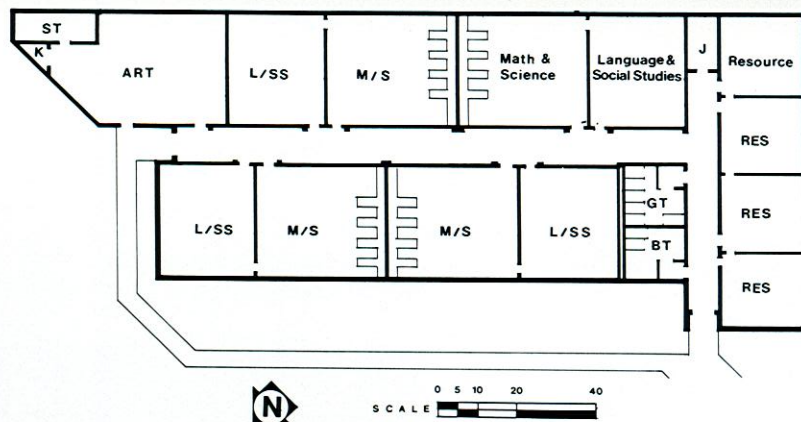 ST
K
ART
L/SS
M/S
Math &
Science
Language &
Social Studies
J
Resource
RES
RES
RES
L/SS
M/S
M/S
L/SS
GT
BT
N
SCALE
0 5 10 20 40